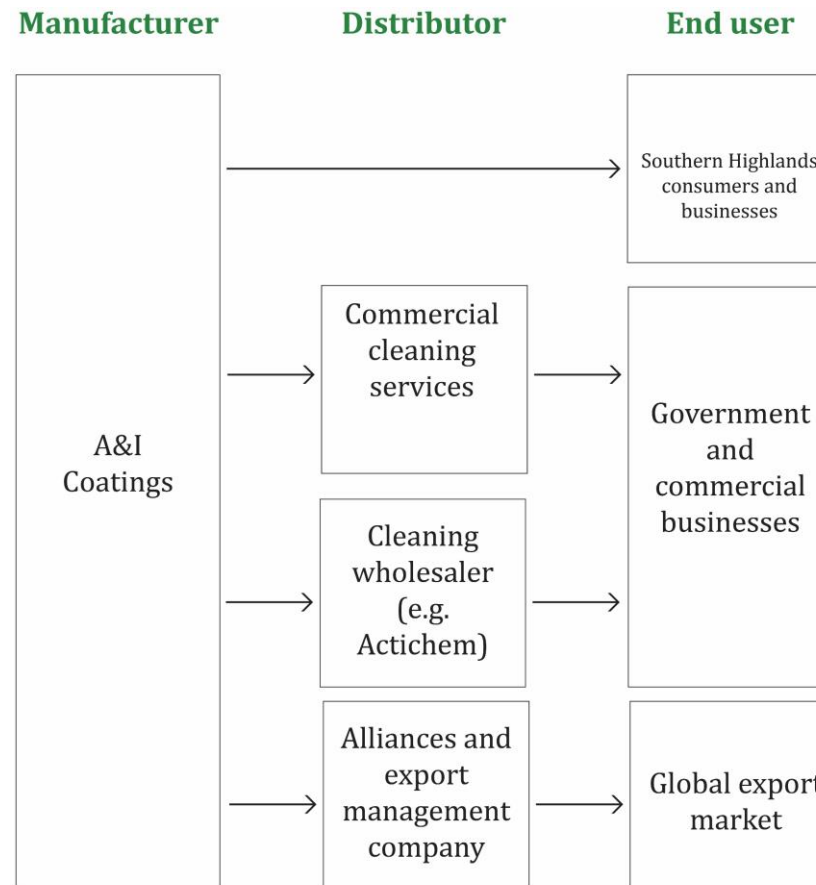 Manufacturer
Distributor
End user
Southern Highlands
consumers and
businesses
Commercial
cleaning
services
A&I
Coatings
Government
and
commercial
businesses
Cleaning
wholesaler
(e.g.
Actichem)
Alliances and
export
management
company
Global export
market